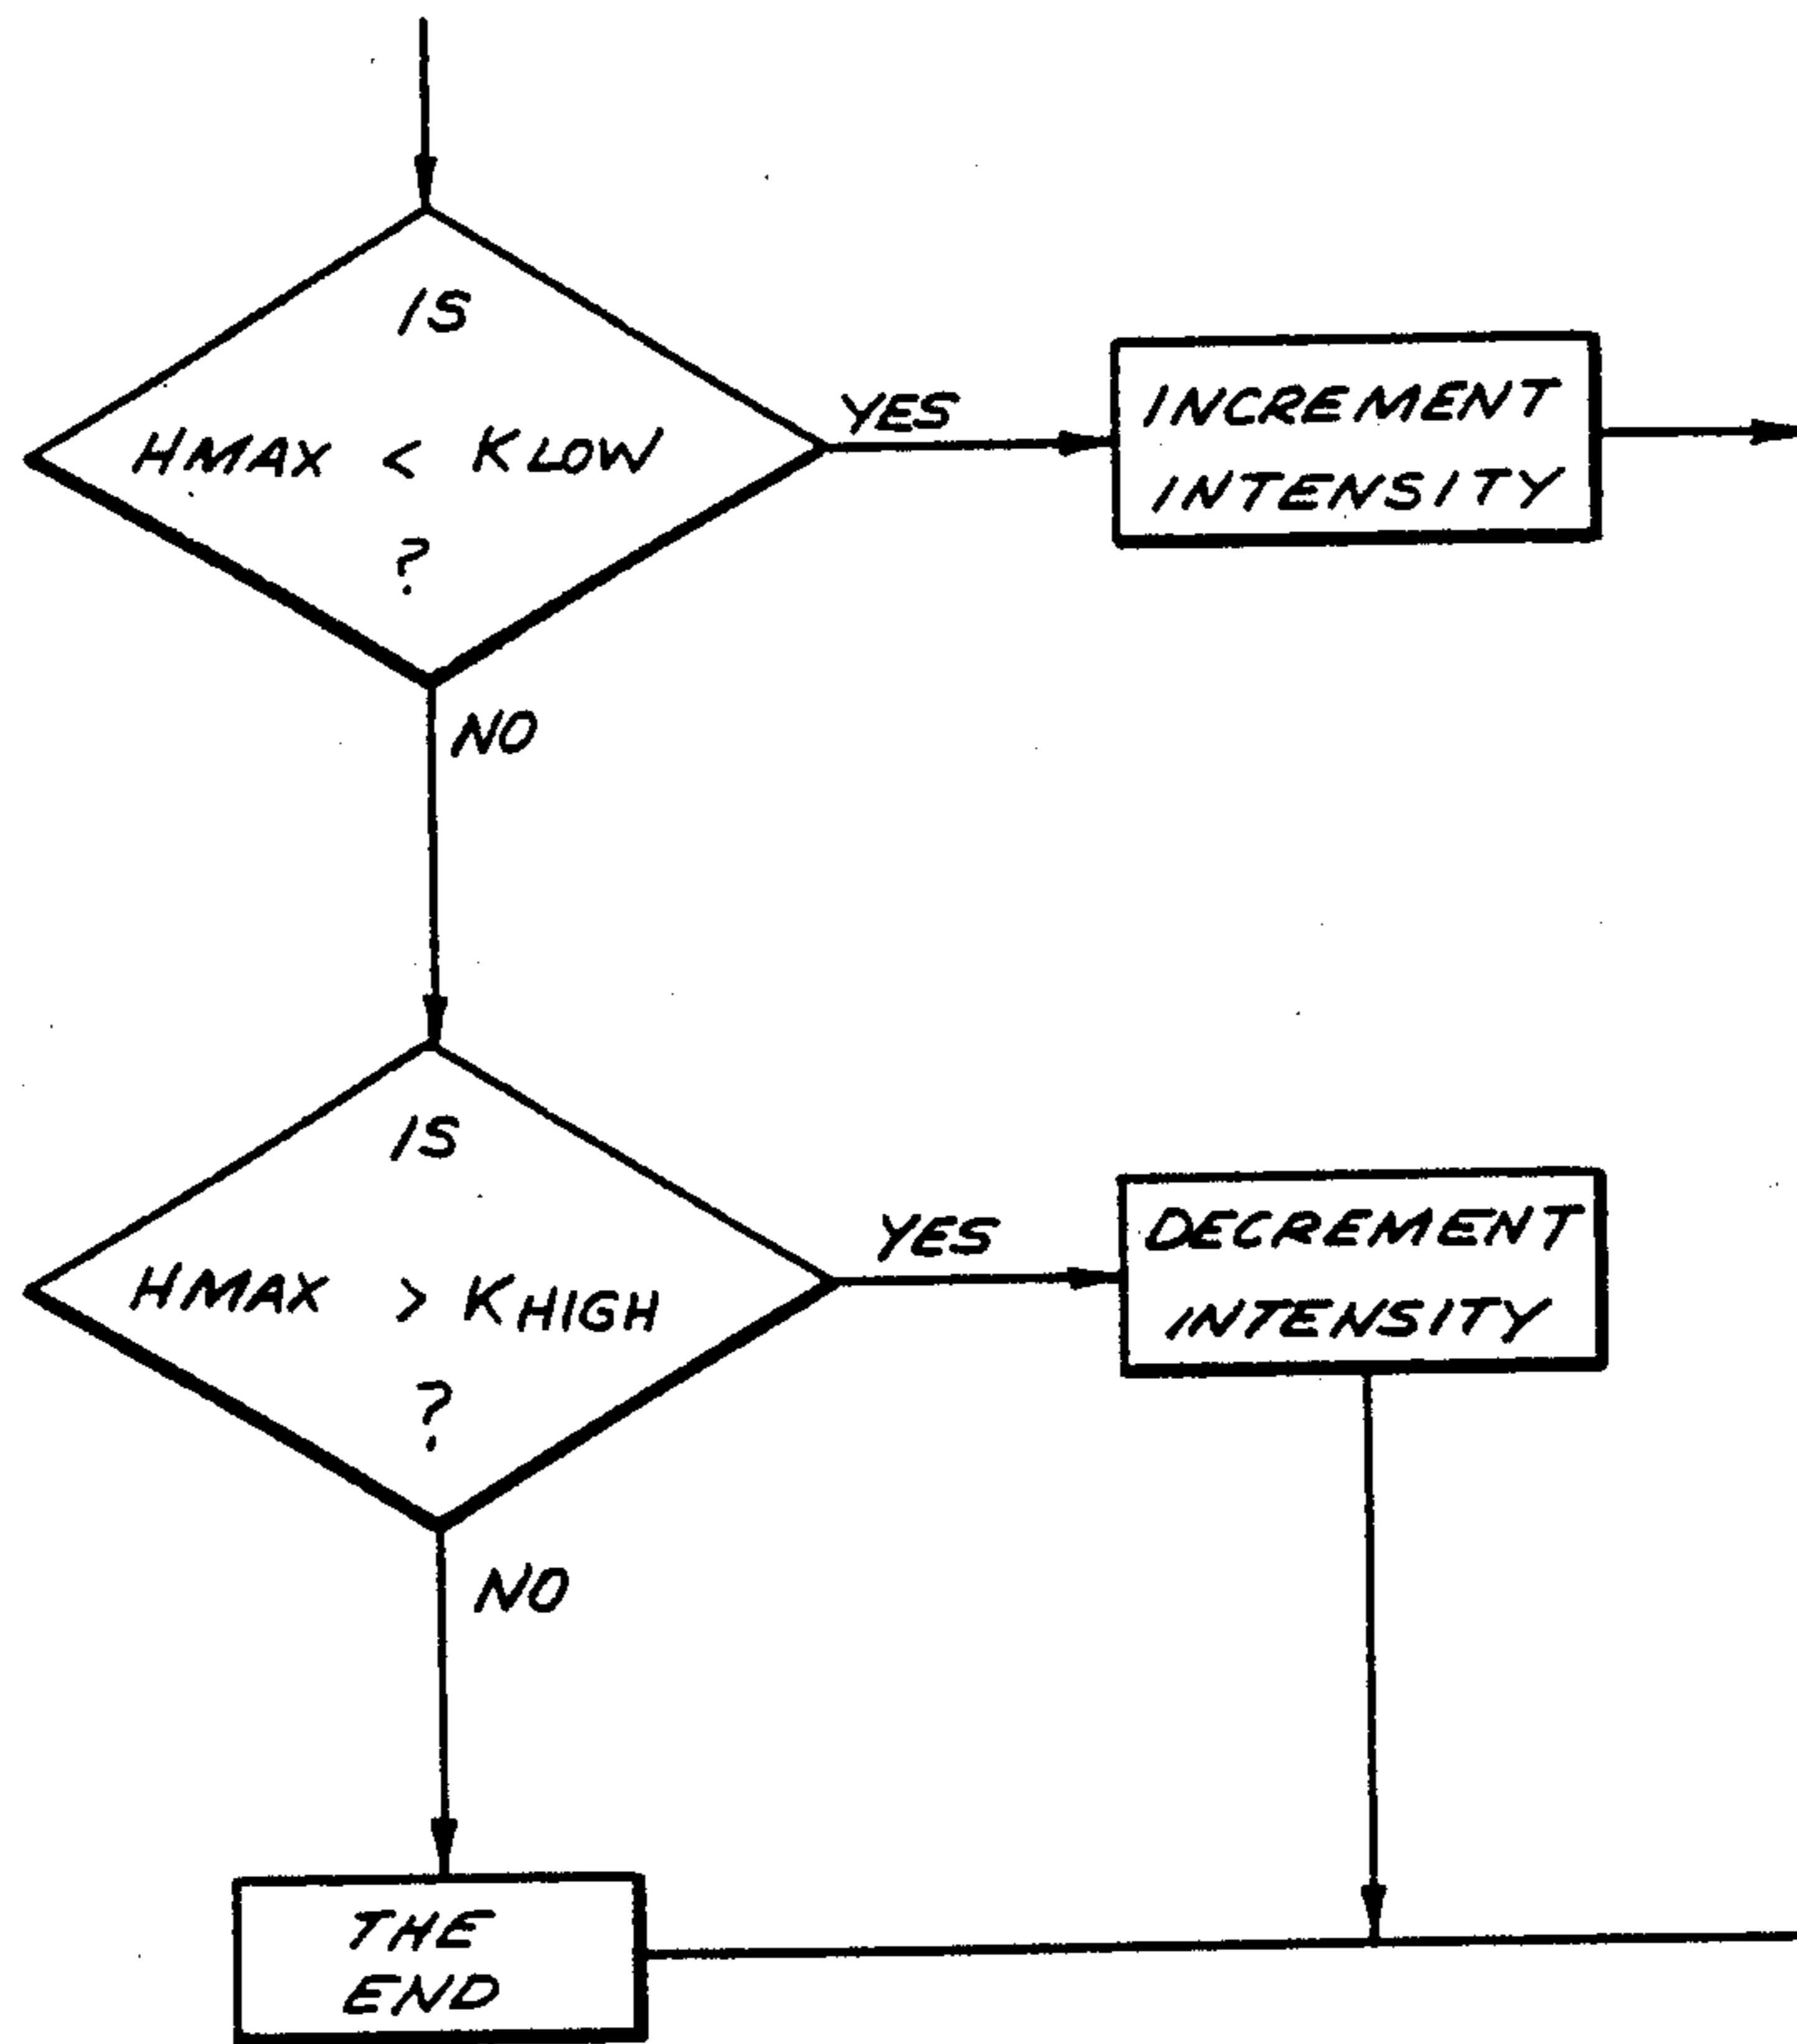 IS
HMAX < KLOW
?
YES
INCREMENT
INTENSITY
NO
IS
HMAX > KHIGH
?
YES
DECREMENT
INTENSITY
NO
THE
END